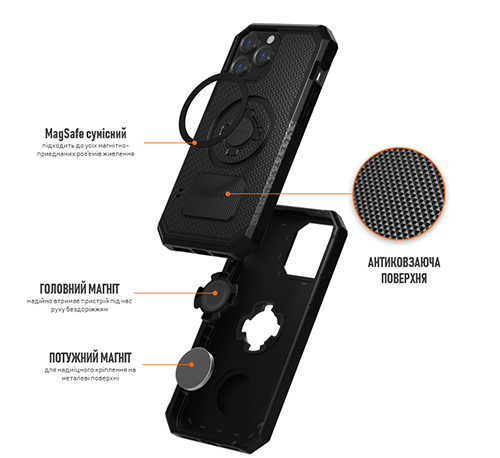 MagSafe сумісний
підходить до усіх магнітно-
приєднаних роз'ємів живлення
АНТИКОВЗАЮЧА
ПОВЕРХНЯ
ГОЛОВНИЙ МАГНІТ
надійно втримає пристрій під час
руху бездоріжжям
ПОТУЖНИЙ МАГНІТ
для надміцного кріплення на
металеві поверхні